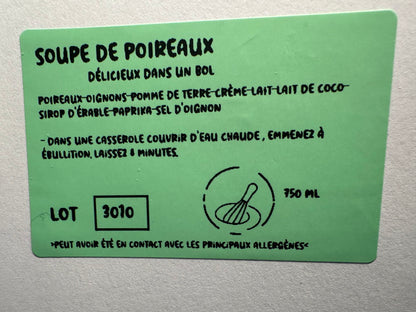 SOUPE DE POIREAUX
DÉLICIEUX DANS UN BOL
POIREAUX-OIGNONS-POMME DE TERRE-CRÈME-LAIT-LAIT DE COCO-
SIROP D'ÉRABLE-PAPRIKA-SEL D'OIGNON
- DANS UNE CASSEROLE COUVRIR D'EAU CHAUDE, EMMENEZ À
ÉBULLITION, LAISSEZ 8 MINUTES.
LOT 3010
750 ML
>PEUT AVOIR ÉTÉ EN CONTACT AVEC LES PRINCIPAUX ALLERGÈNES<